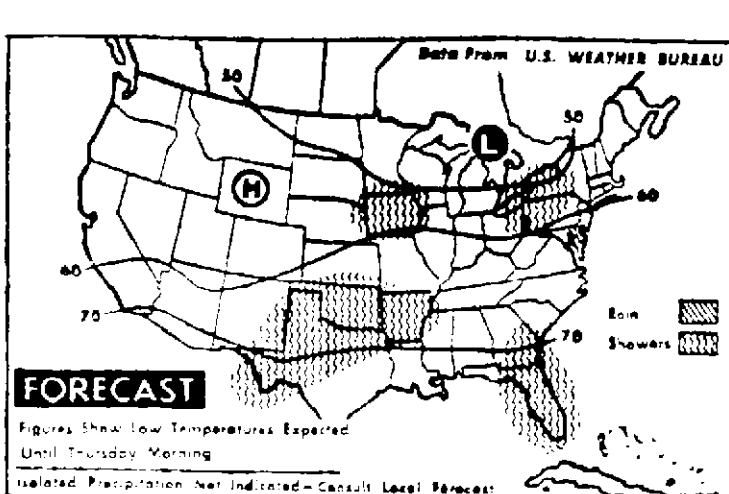 Data From U.S. WEATHER BUREAU
50
50
L
H
60
60
70
70
Rain
Showers
FORECAST
Figures Show Low Temperatures Expected
Until Thursday Morning
Isolated Precipitation Not Indicated – Consult Local Forecast